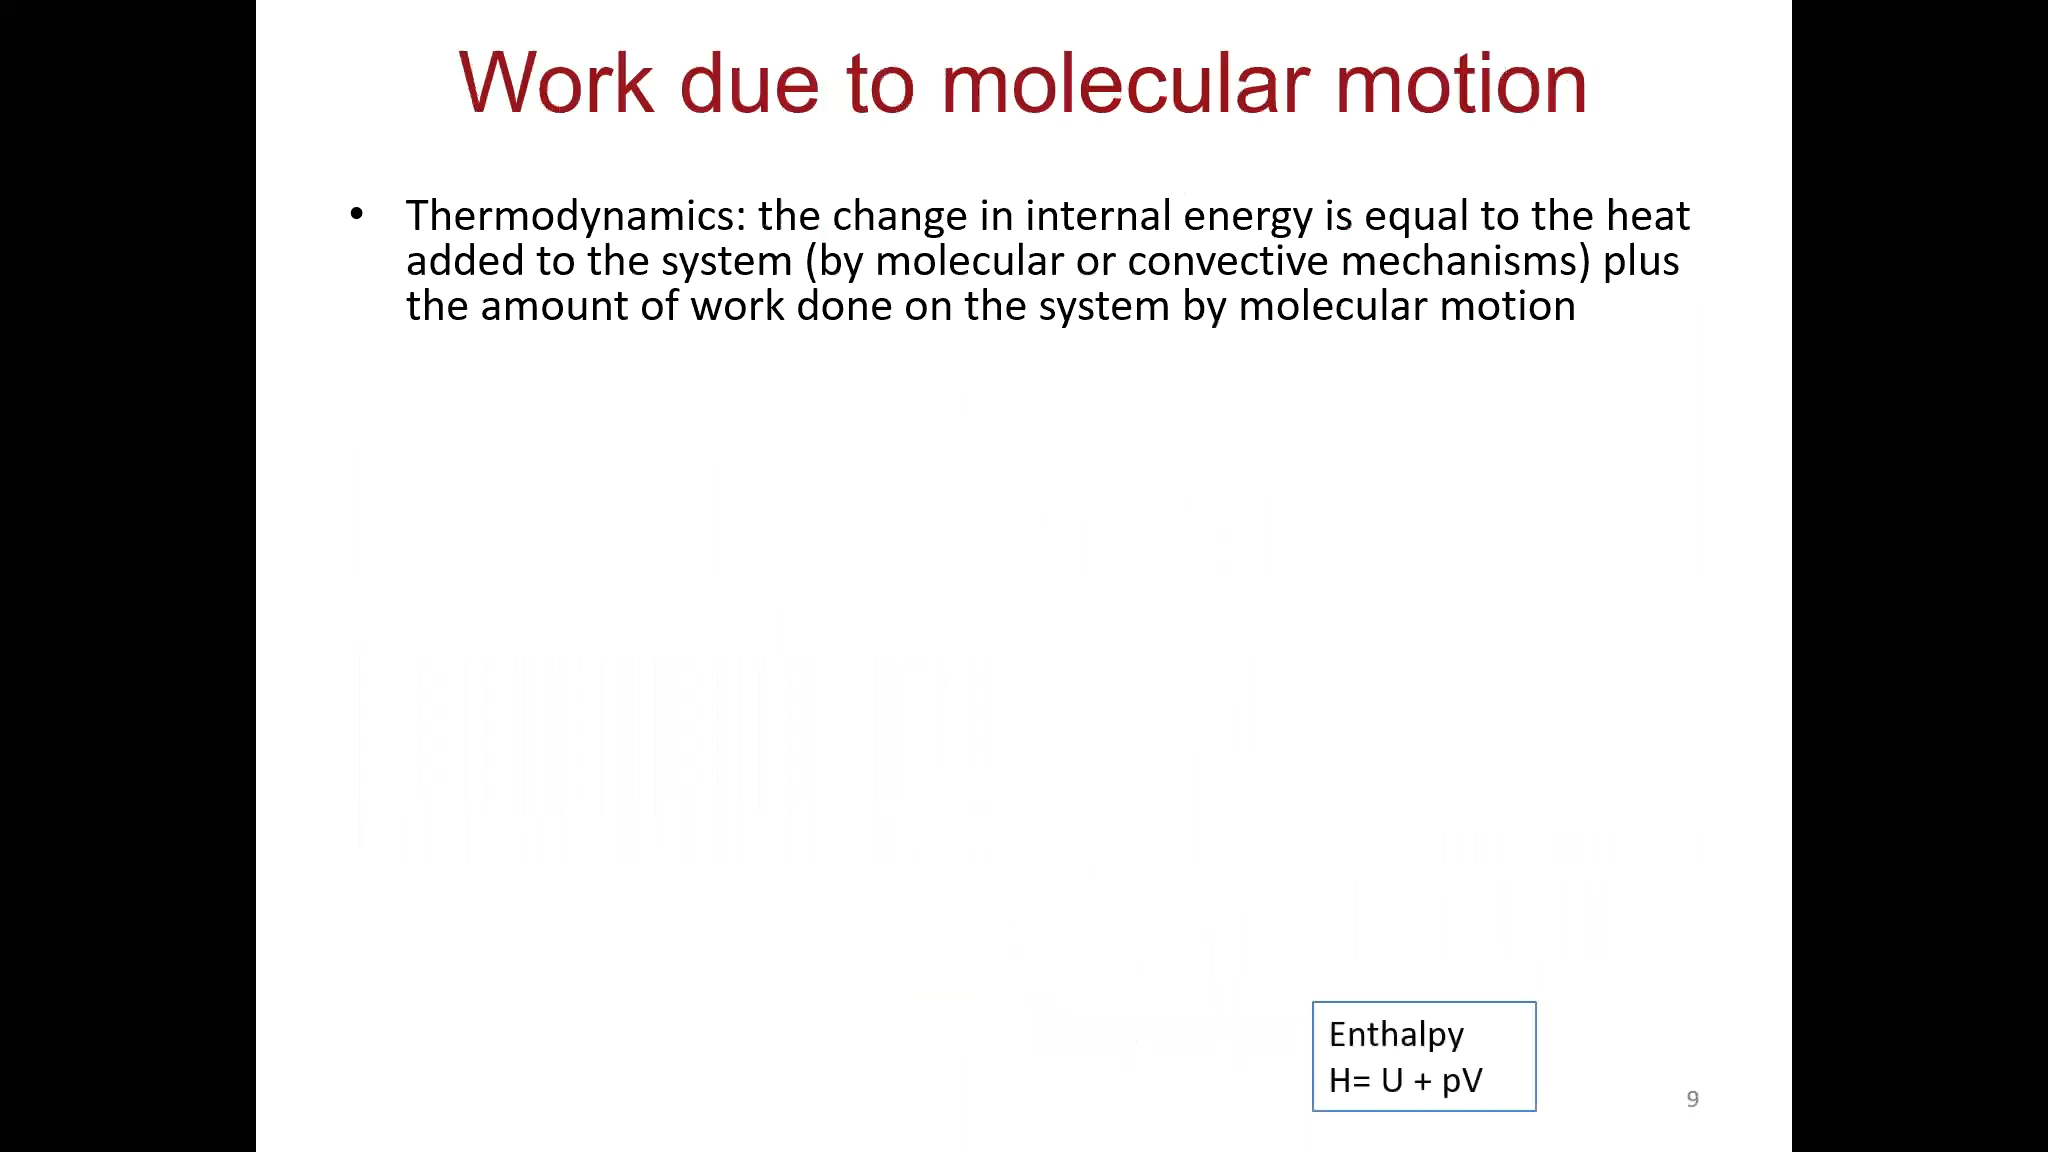 Work due to molecular motion
• Thermodynamics: the change in internal energy is equal to the heat
added to the system (by molecular or convective mechanisms) plus
the amount of work done on the system by molecular motion
Enthalpy
H= U + pV
9